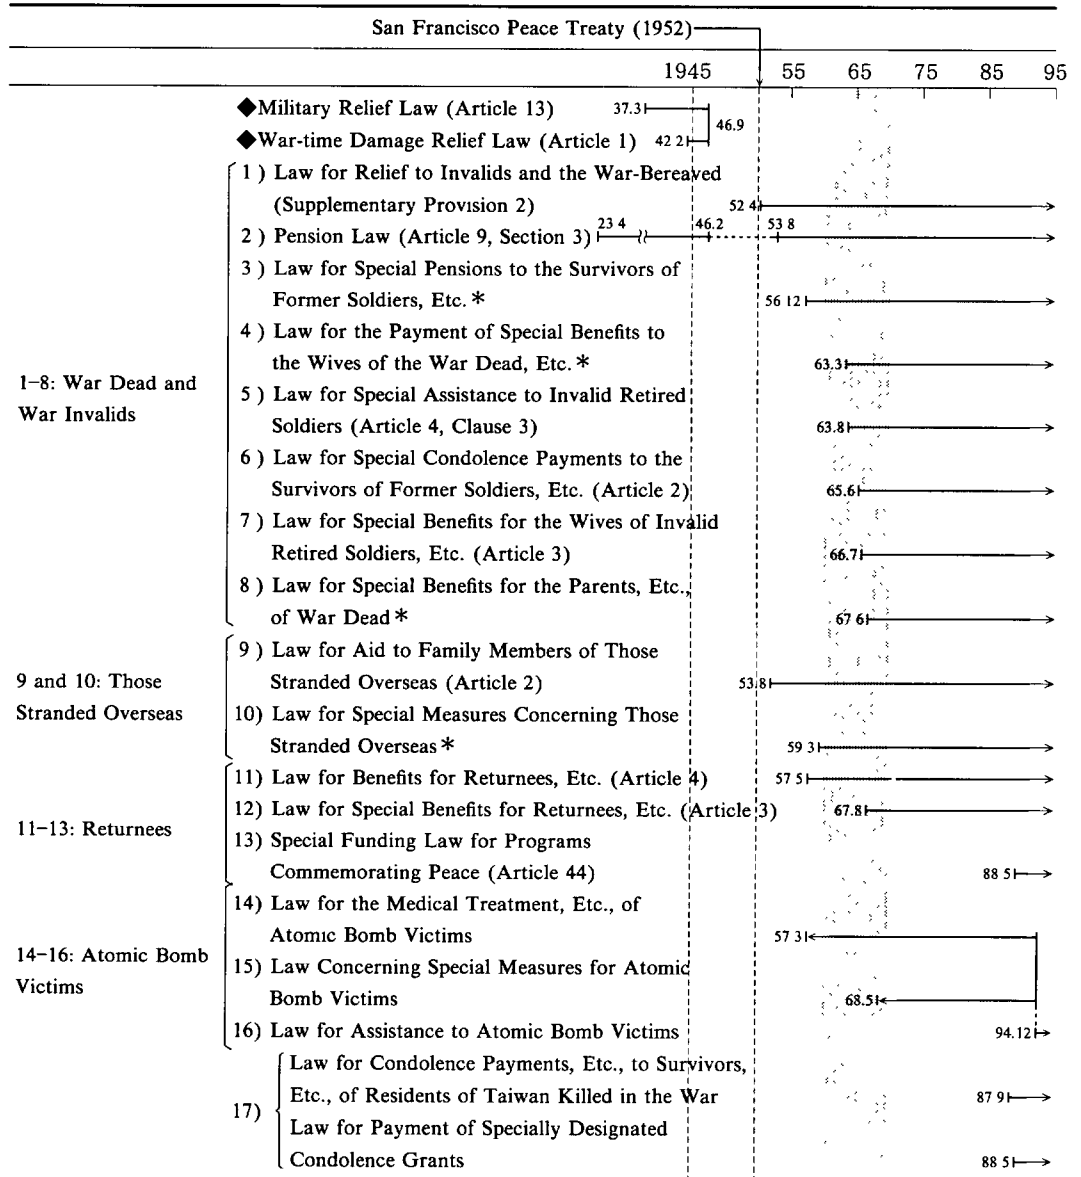 San Francisco Peace Treaty (1952)
1945 55 65 75 85 95
◆Military Relief Law (Article 13) 37.3
46.9
◆War-time Damage Relief Law (Article 1) 42 2
1 ) Law for Relief to Invalids and the War-Bereaved
(Supplementary Provision 2) 52 4
2 ) Pension Law (Article 9, Section 3) 23 4 46.2 53 8
3 ) Law for Special Pensions to the Survivors of
Former Soldiers, Etc.* 56 12
4 ) Law for the Payment of Special Benefits to
the Wives of the War Dead, Etc.* 63.3
1–8: War Dead and
War Invalids
5 ) Law for Special Assistance to Invalid Retired
Soldiers (Article 4, Clause 3) 63.8
6 ) Law for Special Condolence Payments to the
Survivors of Former Soldiers, Etc. (Article 2) 65.6
7 ) Law for Special Benefits for the Wives of Invalid
Retired Soldiers, Etc. (Article 3) 66.7
8 ) Law for Special Benefits for the Parents, Etc.,
of War Dead* 67 6
9 and 10: Those
Stranded Overseas
9 ) Law for Aid to Family Members of Those
Stranded Overseas (Article 2) 53.8
10) Law for Special Measures Concerning Those
Stranded Overseas* 59 3
11–13: Returnees
11) Law for Benefits for Returnees, Etc. (Article 4) 57 5
12) Law for Special Benefits for Returnees, Etc. (Article 3) 67.8
13) Special Funding Law for Programs
Commemorating Peace (Article 44) 88 5
14–16: Atomic Bomb
Victims
14) Law for the Medical Treatment, Etc., of
Atomic Bomb Victims 57 3
15) Law Concerning Special Measures for Atomic
Bomb Victims 68.5
16) Law for Assistance to Atomic Bomb Victims 94.12
17)
Law for Condolence Payments, Etc., to Survivors,
Etc., of Residents of Taiwan Killed in the War 87 9
Law for Payment of Specially Designated
Condolence Grants 88 5